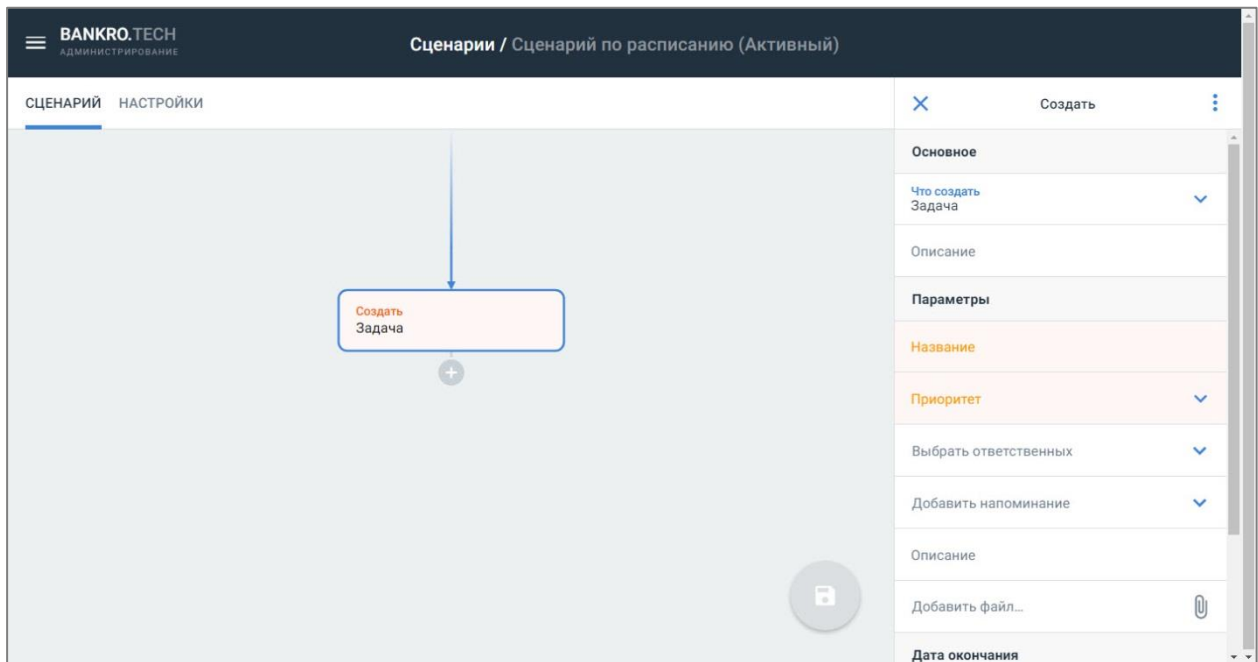 BANKRO.TECH
АДМИНИСТРИРОВАНИЕ
Сценарии / Сценарий по расписанию (Активный)
СЦЕНАРИЙ НАСТРОЙКИ
Создать
Задача
Создать
Основное
Что создать
Задача
Описание
Параметры
Название
Приоритет
Выбрать ответственных
Добавить напоминание
Описание
Добавить файл...
Дата окончания